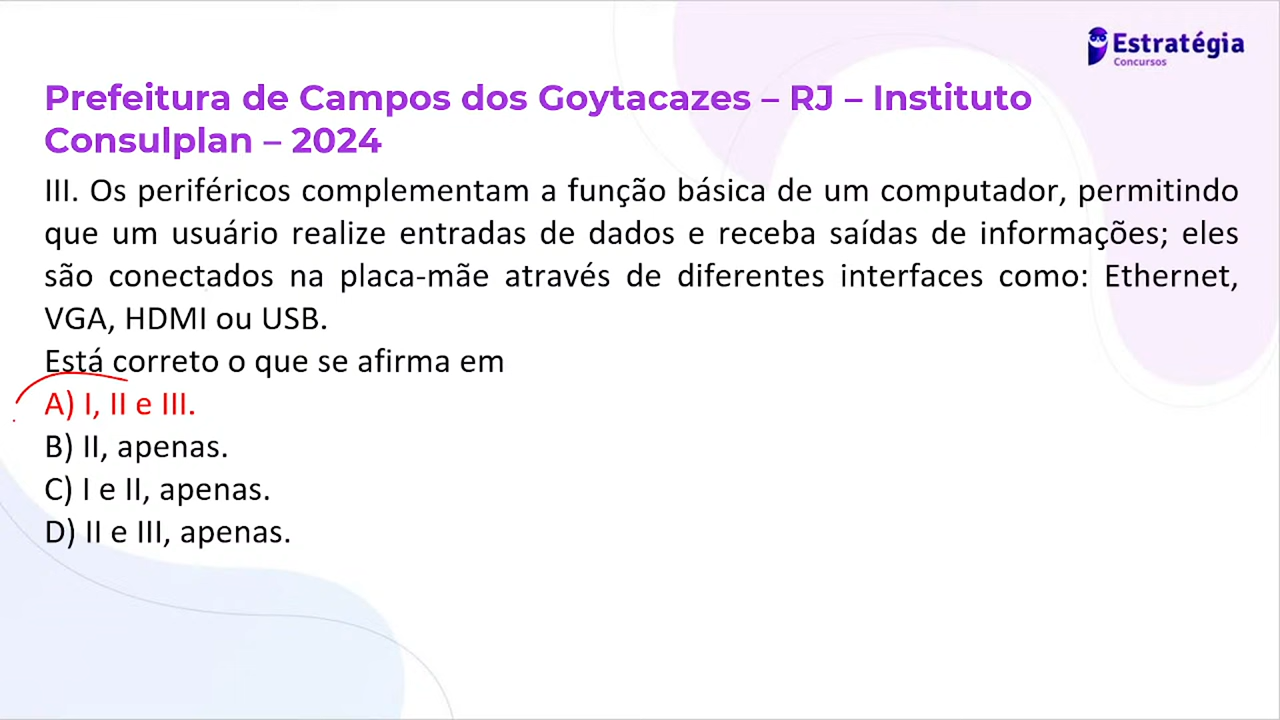 Estratégia
Concursos
Prefeitura de Campos dos Goytacazes – RJ – Instituto
Consulplan – 2024
III. Os periféricos complementam a função básica de um computador, permitindo
que um usuário realize entradas de dados e receba saídas de informações; eles
são conectados na placa-mãe através de diferentes interfaces como: Ethernet,
VGA, HDMI ou USB.
Está correto o que se afirma em
A) I, II e III.
B) II, apenas.
C) I e II, apenas.
D) II e III, apenas.